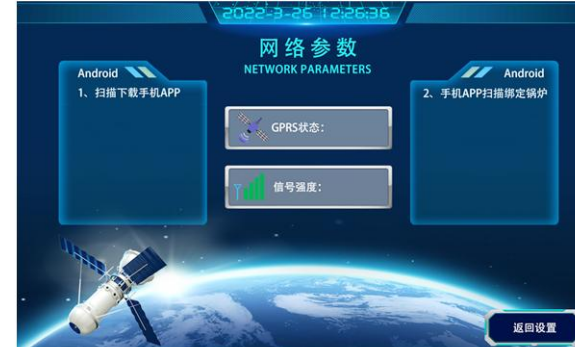 2022-3-26 12:26:36
网络参数
NETWORK PARAMETERS
Android
1、扫描下载手机APP
Android
2、手机APP扫描绑定锅炉
GPRS状态：
信号强度：
返回设置